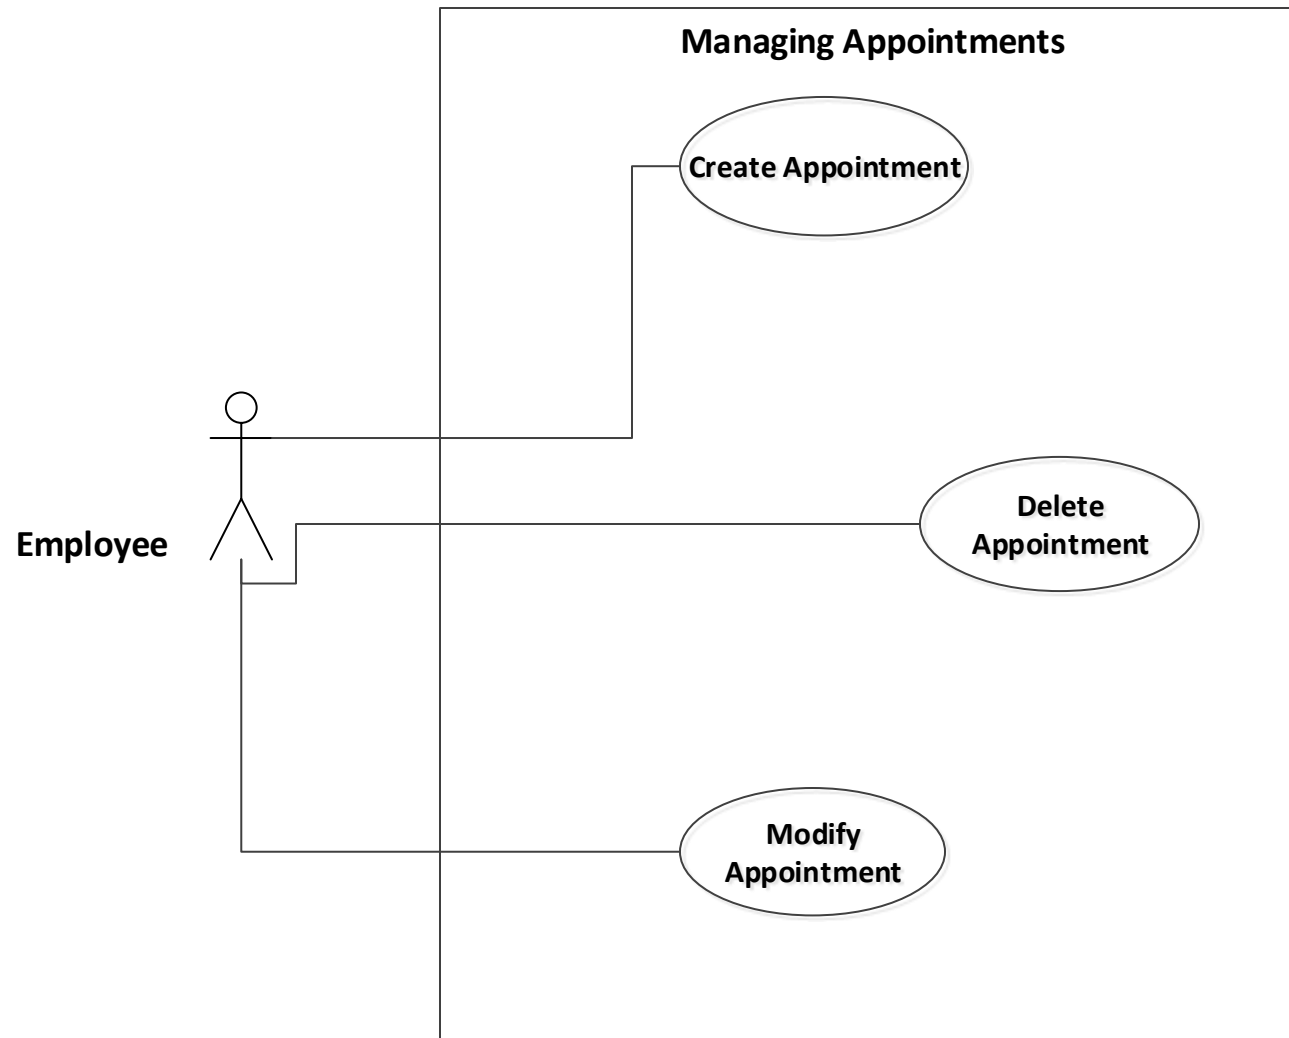 Managing Appointments
Create Appointment
Employee
Delete
Appointment
Modify
Appointment